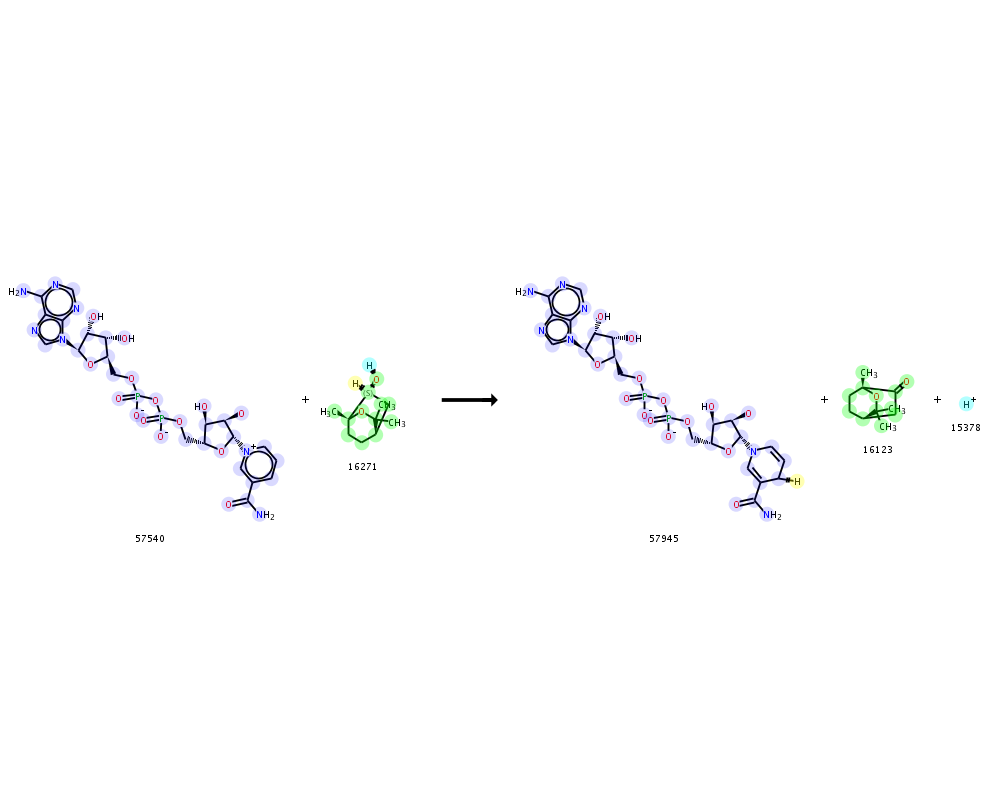 H₂N N N N N N OH OH O O P O O⁻ O P O O⁻ O HO O O N⁺ O NH₂
57540
+
H H O (S) H₃C O CH₃ CH₃
16271
H₂N N N N N N OH OH O O P O O⁻ O P O O⁻ O HO O O N H O NH₂
57945
+
CH₃ O O CH₃ CH₃
16123
+
H⁺
15378